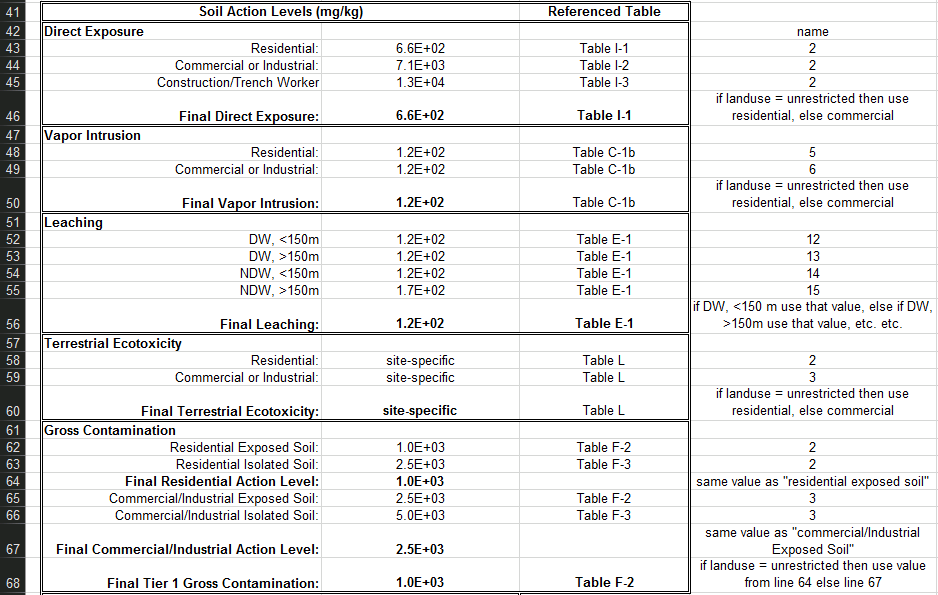 41 Soil Action Levels (mg/kg) Referenced Table
42 Direct Exposure name
43 Residential: 6.6E+02 Table I-1 2
44 Commercial or Industrial: 7.1E+03 Table I-2 2
45 Construction/Trench Worker 1.3E+04 Table I-3 2
if landuse = unrestricted then use
46 Final Direct Exposure: 6.6E+02 Table I-1 residential, else commercial
47 Vapor Intrusion
48 Residential: 1.2E+02 Table C-1b 5
49 Commercial or Industrial: 1.2E+02 Table C-1b 6
if landuse = unrestricted then use
50 Final Vapor Intrusion: 1.2E+02 Table C-1b residential, else commercial
51 Leaching
52 DW, <150m 1.2E+02 Table E-1 12
53 DW, >150m 1.2E+02 Table E-1 13
54 NDW, <150m 1.2E+02 Table E-1 14
55 NDW, >150m 1.7E+02 Table E-1 15
if DW, <150 m use that value, else if DW,
56 Final Leaching: 1.2E+02 Table E-1 >150m use that value, etc. etc.
57 Terrestrial Ecotoxicity
58 Residential: site-specific Table L 2
59 Commercial or Industrial: site-specific Table L 3
if landuse = unrestricted then use
60 Final Terrestrial Ecotoxicity: site-specific Table L residential, else commercial
61 Gross Contamination
62 Residential Exposed Soil: 1.0E+03 Table F-2 2
63 Residential Isolated Soil: 2.5E+03 Table F-3 2
64 Final Residential Action Level: 1.0E+03 same value as "residential exposed soil"
65 Commercial/Industrial Exposed Soil: 2.5E+03 Table F-2 3
66 Commercial/Industrial Isolated Soil: 5.0E+03 Table F-3 3
same value as "commercial/Industrial
67 Final Commercial/Industrial Action Level: 2.5E+03 Exposed Soil"
if landuse = unrestricted then use value
68 Final Tier 1 Gross Contamination: 1.0E+03 Table F-2 from line 64 else line 67